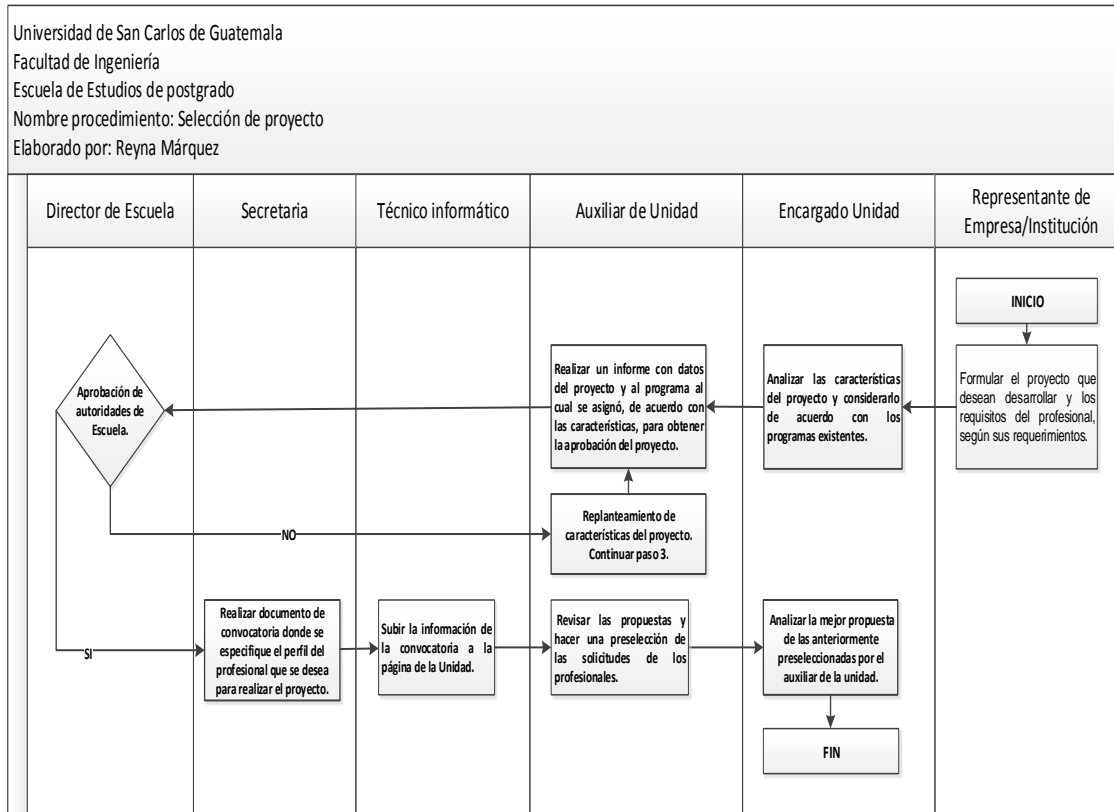 Universidad de San Carlos de Guatemala
Facultad de Ingeniería
Escuela de Estudios de postgrado
Nombre procedimiento: Selección de proyecto
Elaborado por: Reyna Márquez
Director de Escuela
Secretaria
Técnico informático
Auxiliar de Unidad
Encargado Unidad
Representante de
Empresa/Institución
INICIO
Formular el proyecto que
desean desarrollar y los
requisitos del profesional,
según sus requerimientos.
Analizar las características
del proyecto y considerarlo
de acuerdo con los
programas existentes.
Realizar un informe con datos
del proyecto y al programa al
cual se asignó, de acuerdo con
las características, para obtener
la aprobación del proyecto.
Aprobación de
autoridades de
Escuela.
NO
Replanteamiento de
características del proyecto.
Continuar paso 3.
SI
Realizar documento de
convocatoria donde se
especifique el perfil del
profesional que se desea
para realizar el proyecto.
Subir la información de
la convocatoria a la
página de la Unidad.
Revisar las propuestas y
hacer una preselección de
las solicitudes de los
profesionales.
Analizar la mejor propuesta
de las anteriormente
preseleccionadas por el
auxiliar de la unidad.
FIN